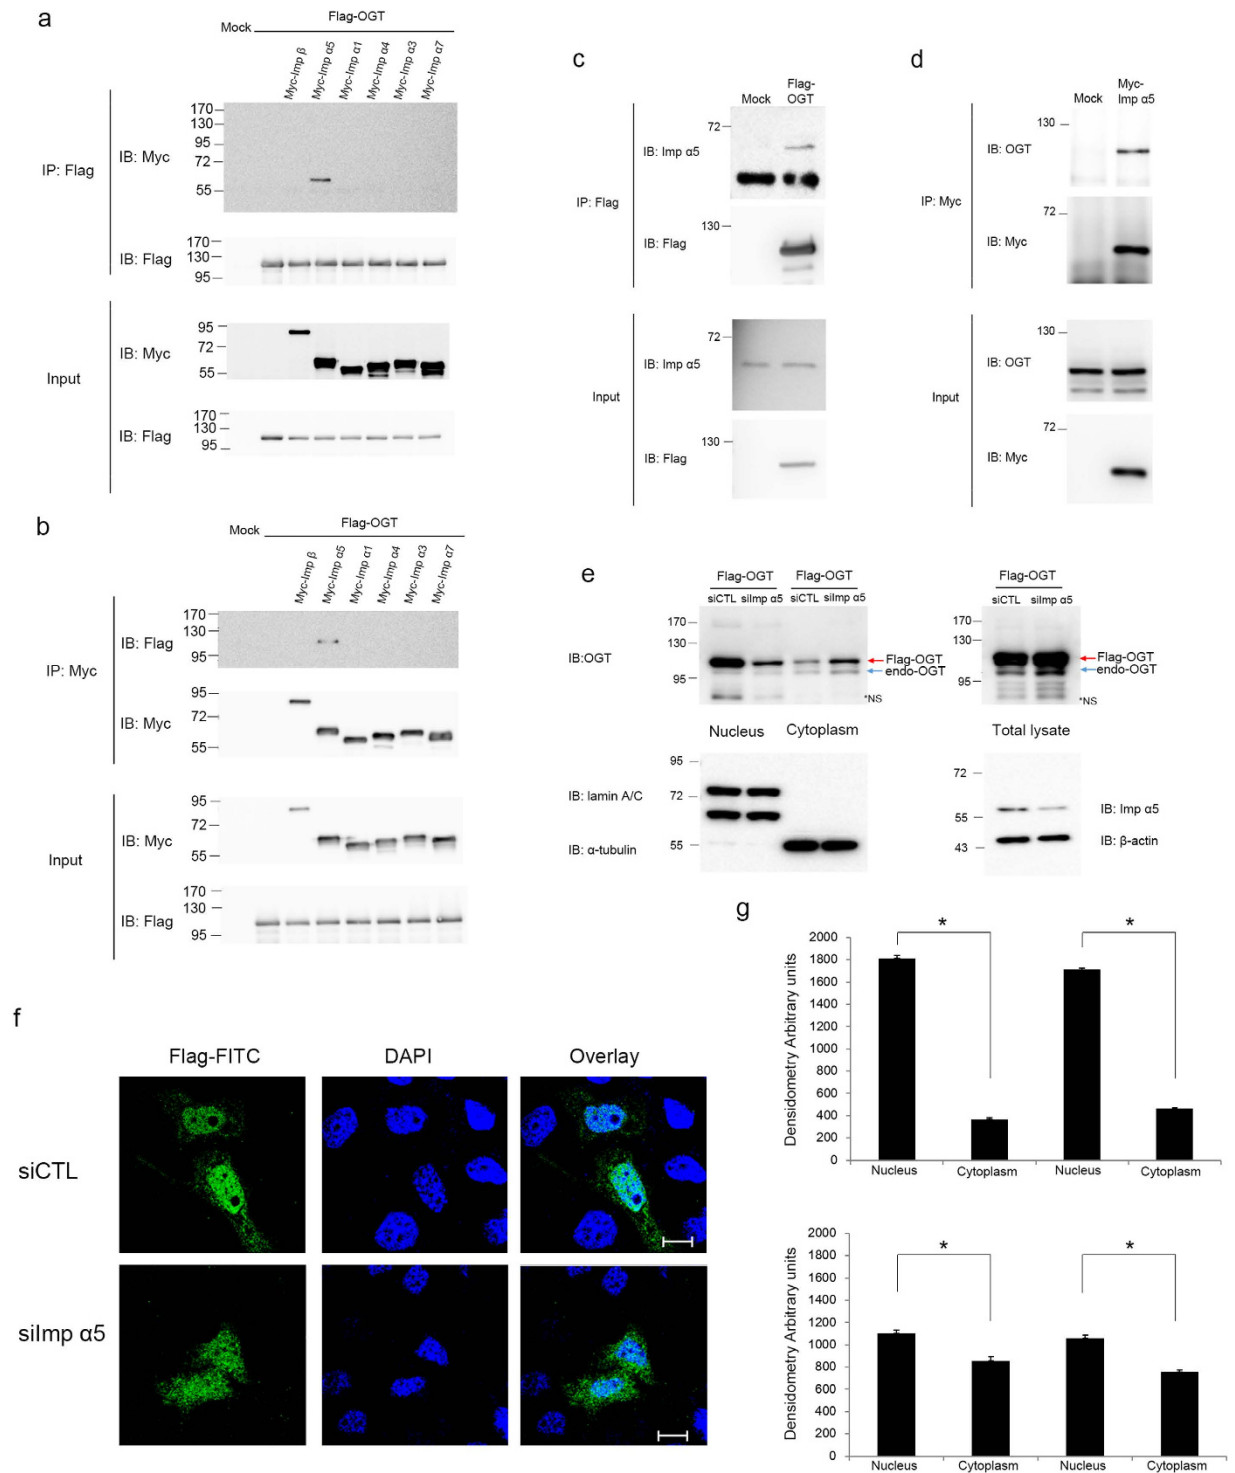 a
Flag-OGT
Mock
Myc-Imp β
Myc-Imp α5
Myc-Imp α1
Myc-Imp α4
Myc-Imp α3
Myc-Imp α7
IP: Flag
IB: Myc
170
130
95
72
55
IB: Flag
170
130
95
Input
IB: Myc
95
72
55
IB: Flag
170
130
95
b
Flag-OGT
Mock
Myc-Imp β
Myc-Imp α5
Myc-Imp α1
Myc-Imp α4
Myc-Imp α3
Myc-Imp α7
IP: Myc
IB: Flag
170
130
95
IB: Myc
95
72
55
Input
IB: Myc
95
72
55
IB: Flag
170
130
95
c
Mock
Flag-
OGT
IP: Flag
IB: Imp α5
72
IB: Flag
130
Input
IB: Imp α5
72
IB: Flag
130
d
Mock
Myc-
Imp α5
IP: Myc
IB: OGT
130
IB: Myc
72
Input
IB: OGT
130
IB: Myc
72
e
Flag-OGT Flag-OGT
siCTL siImp α5 siCTL siImp α5
IB:OGT
170
130
95
Flag-OGT
endo-OGT
*NS
Nucleus Cytoplasm
95
IB: lamin A/C
72
IB: α-tubulin
55
Flag-OGT
siCTL siImp α5
170
130
95
Flag-OGT
endo-OGT
*NS
Total lysate
72
55
43
IB: Imp α5
IB: β-actin
f
Flag-FITC DAPI Overlay
siCTL
siImp α5
g
Densidometry Arbitrary units
2000
1800
1600
1400
1200
1000
800
600
400
200
0
* *
Nucleus Cytoplasm Nucleus Cytoplasm
Densidometry Arbitrary units
2000
1800
1600
1400
1200
1000
800
600
400
200
0
* *
Nucleus Cytoplasm Nucleus Cytoplasm